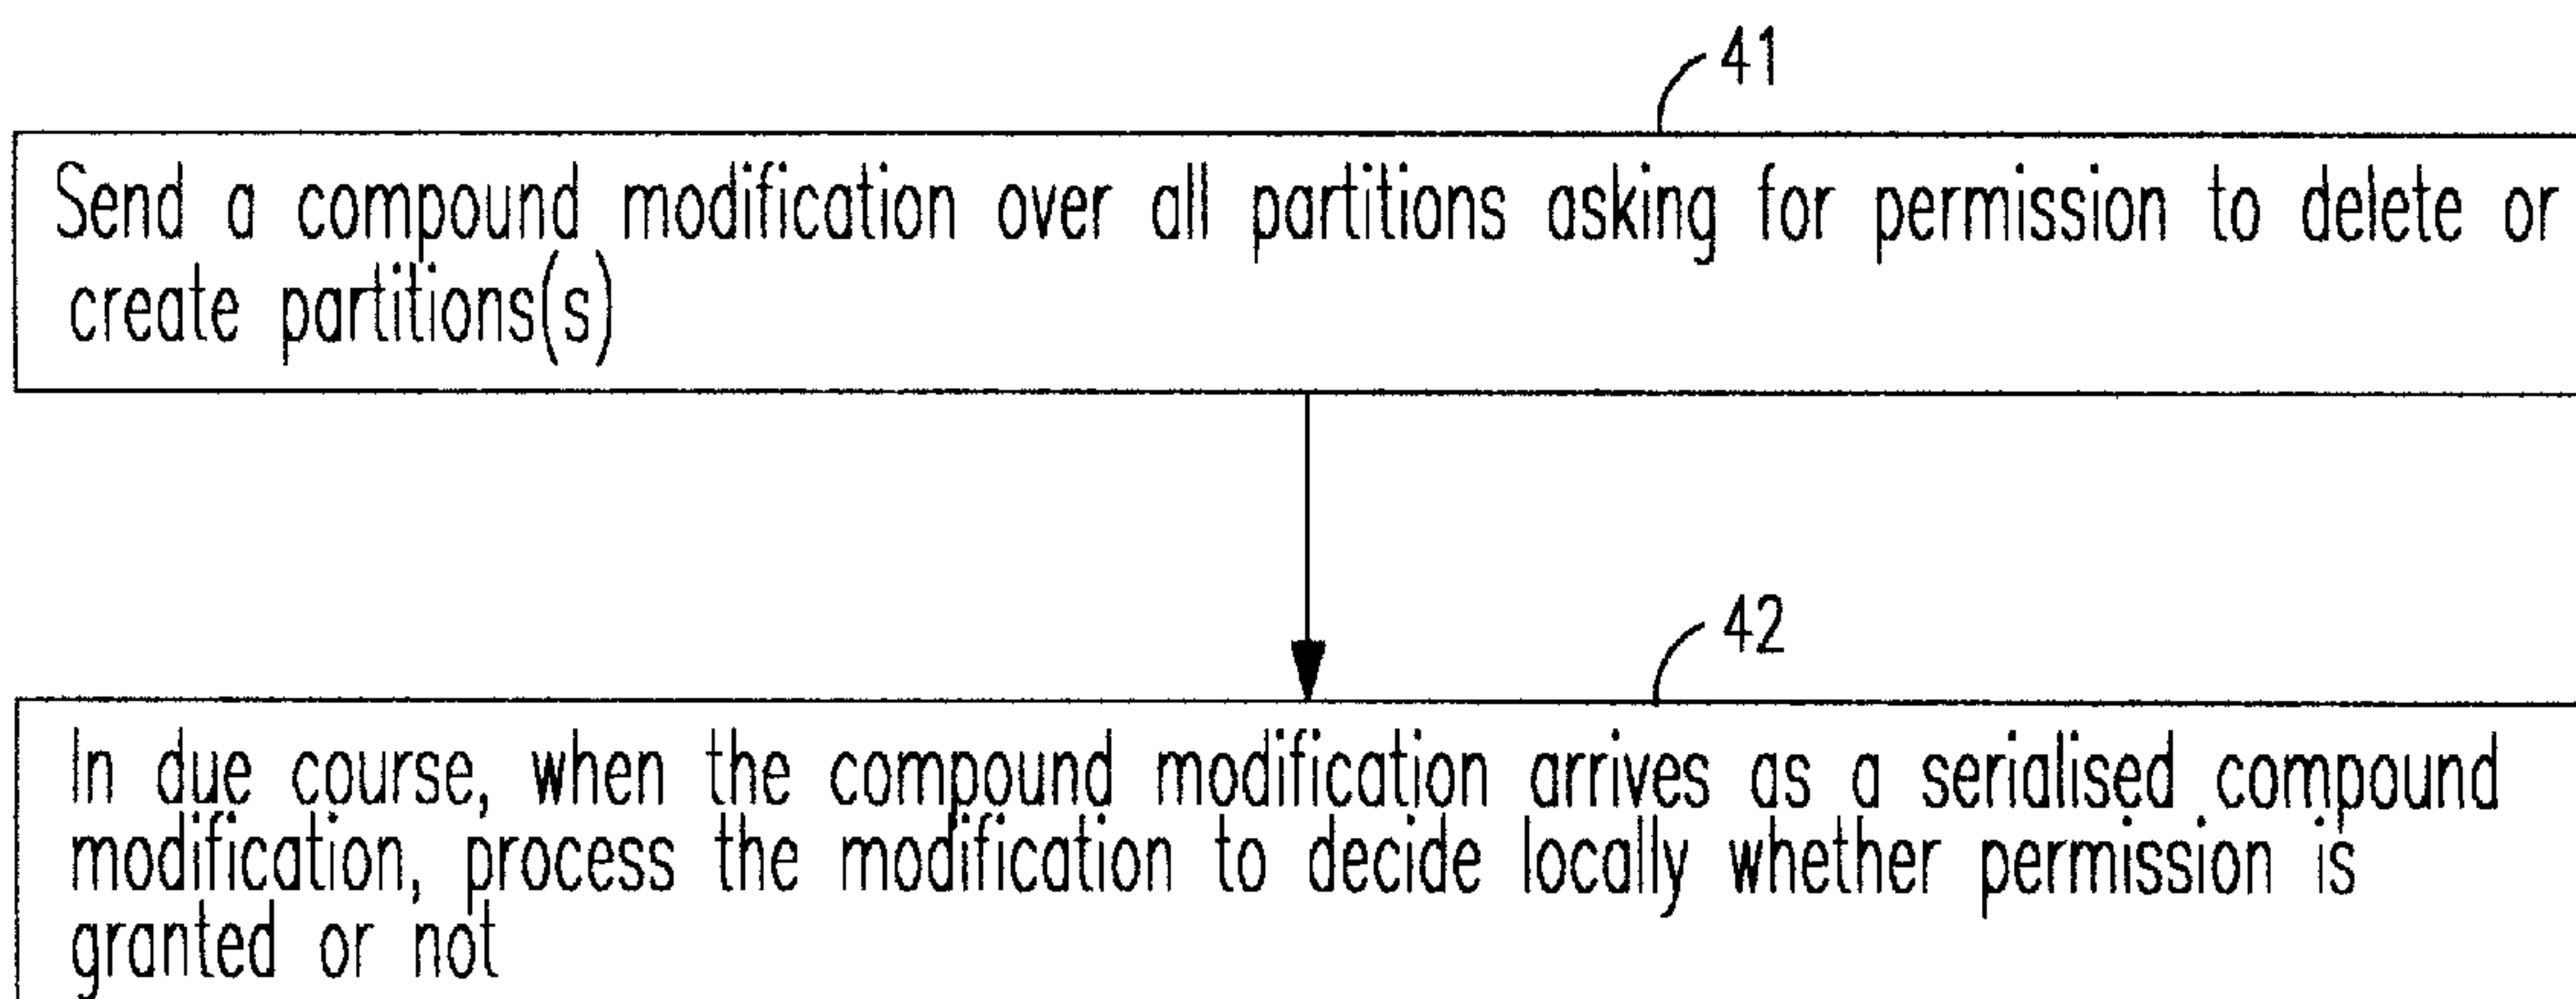 41
Send a compound modification over all partitions asking for permission to delete or
create partitions(s)
42
In due course, when the compound modification arrives as a serialised compound
modification, process the modification to decide locally whether permission is
granted or not